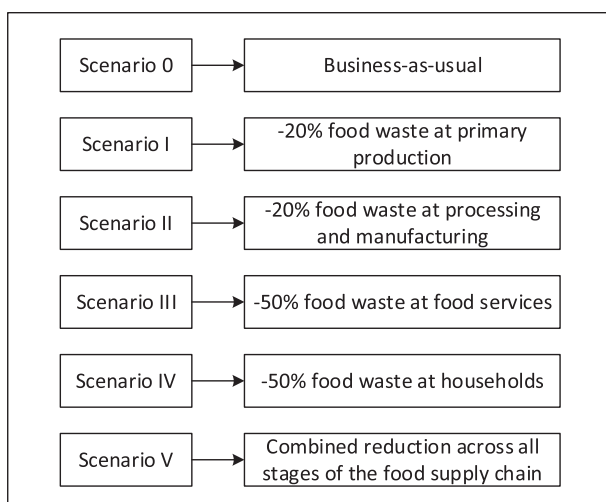 Scenario 0
Business-as-usual
Scenario I
-20% food waste at primary
production
Scenario II
-20% food waste at processing
and manufacturing
Scenario III
-50% food waste at food services
Scenario IV
-50% food waste at households
Scenario V
Combined reduction across all
stages of the food supply chain